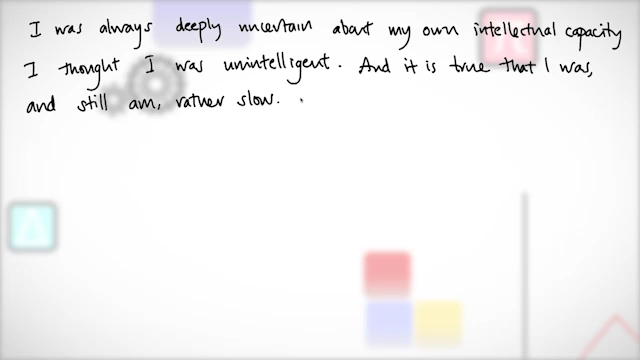 I was always deeply uncertain about my own intellectual capacity
I thought I was unintelligent. And it is true that I was,
and still am, rather slow.